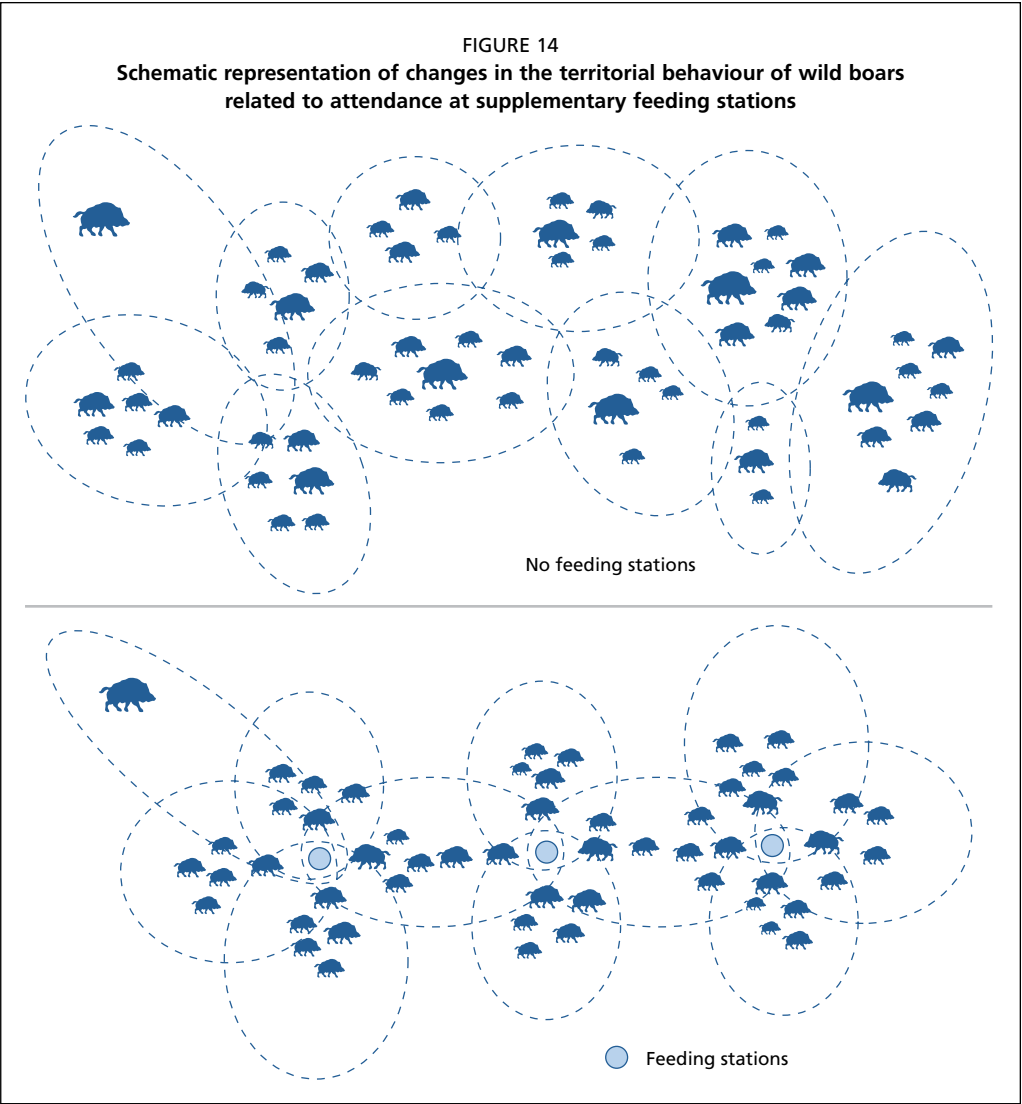 FIGURE 14
Schematic representation of changes in the territorial behaviour of wild boars
related to attendance at supplementary feeding stations
No feeding stations
Feeding stations